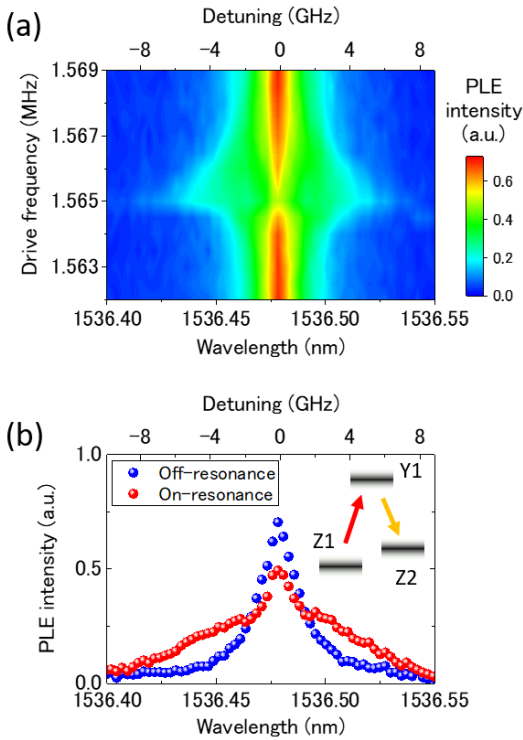 (a)
Detuning (GHz)
-8 -4 0 4 8
Drive frequency (MHz)
1.569
1.567
1.565
1.563
1536.40 1536.45 1536.50 1536.55
Wavelength (nm)
PLE
intensity
(a.u.)
0.6
0.4
0.2
0.0
(b)
Detuning (GHz)
-8 -4 0 4 8
PLE intensity (a.u.)
1.0
0.5
0.0
Off-resonance
On-resonance
Y1
Z1
Z2
1536.40 1536.45 1536.50 1536.55
Wavelength (nm)